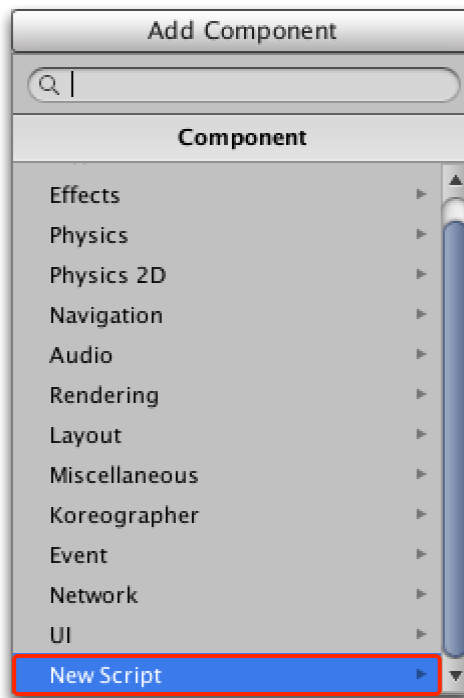 Add Component
Component
Effects
Physics
Physics 2D
Navigation
Audio
Rendering
Layout
Miscellaneous
Koreographer
Event
Network
UI
New Script